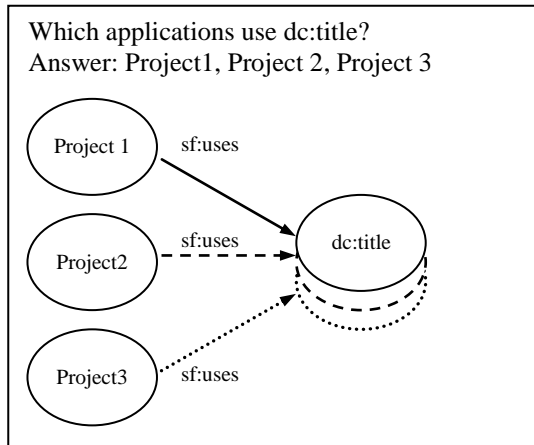 Which applications use dc:title?
Answer: Project1, Project 2, Project 3
Project 1
sf:uses
Project2
sf:uses
dc:title
Project3
sf:uses